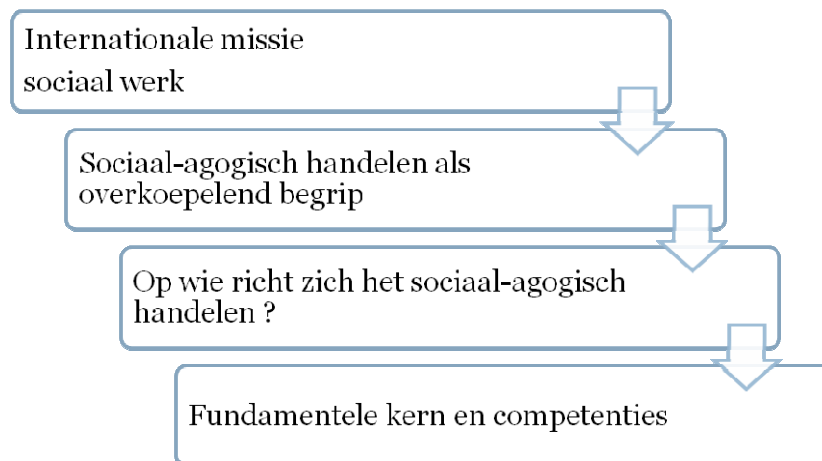 Internationale missie
sociaal werk
Sociaal-agogisch handelen als
overkoepelend begrip
Op wie richt zich het sociaal-agogisch
handelen ?
Fundamentele kern en competenties